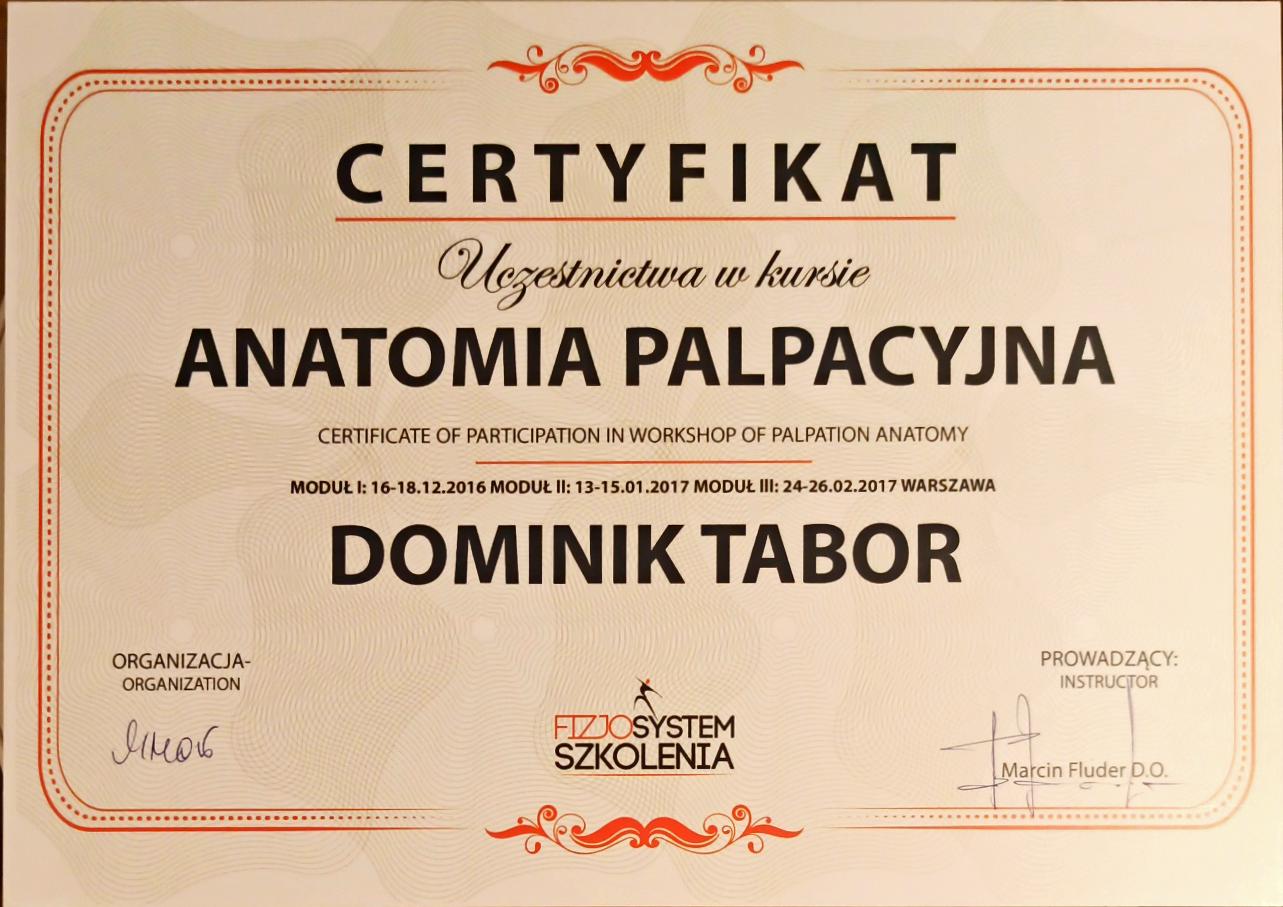 CERTYFIKAT
Uczestnictwa w kursie
ANATOMIA PALPACYJNA
CERTIFICATE OF PARTICIPATION IN WORKSHOP OF PALPATION ANATOMY
MODUŁ I: 16-18.12.2016 MODUŁ II: 13-15.01.2017 MODUŁ III: 24-26.02.2017 WARSZAWA
DOMINIK TABOR
ORGANIZACJA-
ORGANIZATION
FIZJOSYSTEM
SZKOLENIA
PROWADZĄCY:
INSTRUCTOR
Marcin Fluder D.O.